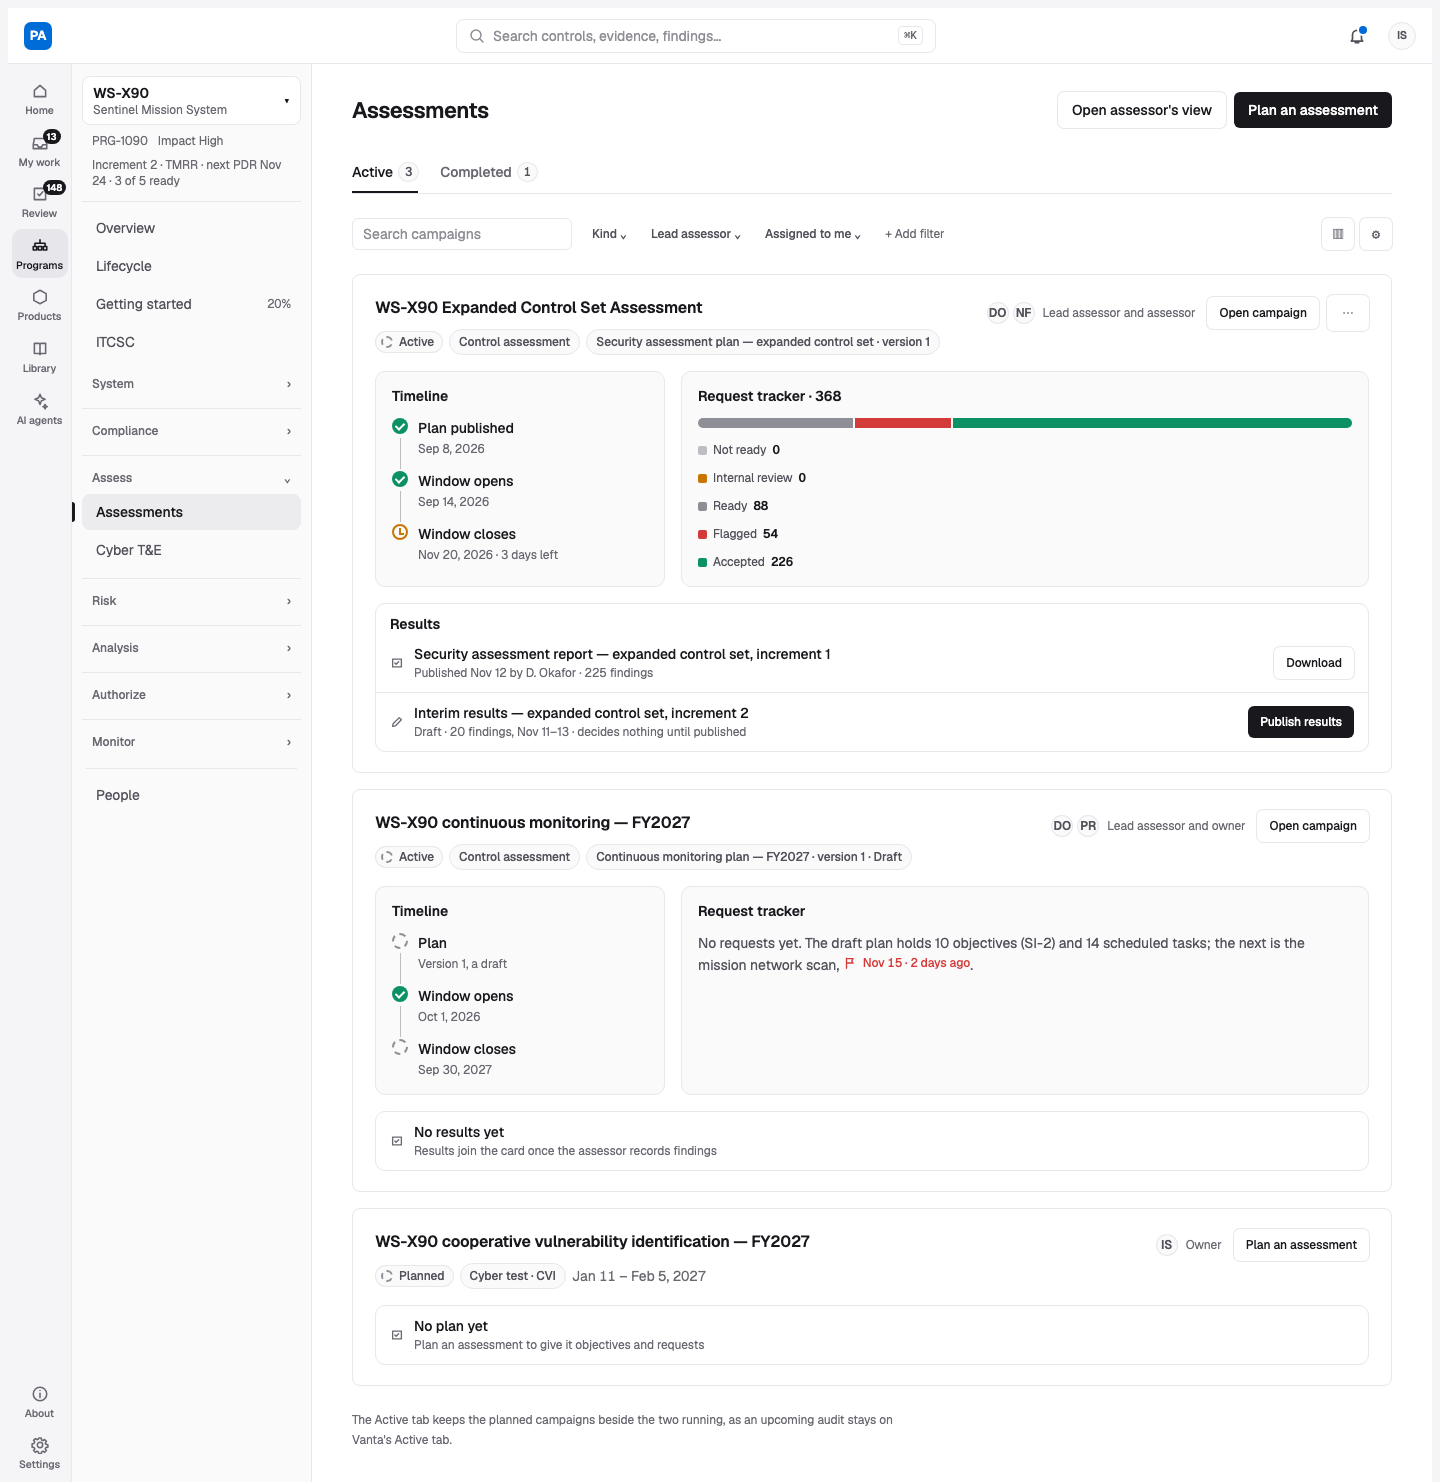 PA
Search controls, evidence, findings...
⌘K
IS
Home
13
My work
148
Review
Programs
Products
Library
AI agents
About
Settings
WS-X90
Sentinel Mission System
PRG-1090 Impact High
Increment 2 · TMRR · next PDR Nov
24 · 3 of 5 ready
Overview
Lifecycle
Getting started 20%
ITCSC
System
Compliance
Assess
Assessments
Cyber T&E
Risk
Analysis
Authorize
Monitor
People
Assessments
Open assessor's view
Plan an assessment
Active 3
Completed 1
Search campaigns
Kind
Lead assessor
Assigned to me
+ Add filter
WS-X90 Expanded Control Set Assessment
DO NF Lead assessor and assessor
Open campaign
...
Active
Control assessment
Security assessment plan — expanded control set · version 1
Timeline
Plan published
Sep 8, 2026
Window opens
Sep 14, 2026
Window closes
Nov 20, 2026 · 3 days left
Request tracker · 368
Not ready 0
Internal review 0
Ready 88
Flagged 54
Accepted 226
Results
Security assessment report — expanded control set, increment 1
Published Nov 12 by D. Okafor · 225 findings
Download
Interim results — expanded control set, increment 2
Draft · 20 findings, Nov 11–13 · decides nothing until published
Publish results
WS-X90 continuous monitoring — FY2027
DO PR Lead assessor and owner
Open campaign
Active
Control assessment
Continuous monitoring plan — FY2027 · version 1 · Draft
Timeline
Plan
Version 1, a draft
Window opens
Oct 1, 2026
Window closes
Sep 30, 2027
Request tracker
No requests yet. The draft plan holds 10 objectives (SI-2) and 14 scheduled tasks; the next is the
mission network scan, Nov 15 · 2 days ago.
No results yet
Results join the card once the assessor records findings
WS-X90 cooperative vulnerability identification — FY2027
IS Owner
Plan an assessment
Planned
Cyber test · CVI
Jan 11 – Feb 5, 2027
No plan yet
Plan an assessment to give it objectives and requests
The Active tab keeps the planned campaigns beside the two running, as an upcoming audit stays on
Vanta's Active tab.